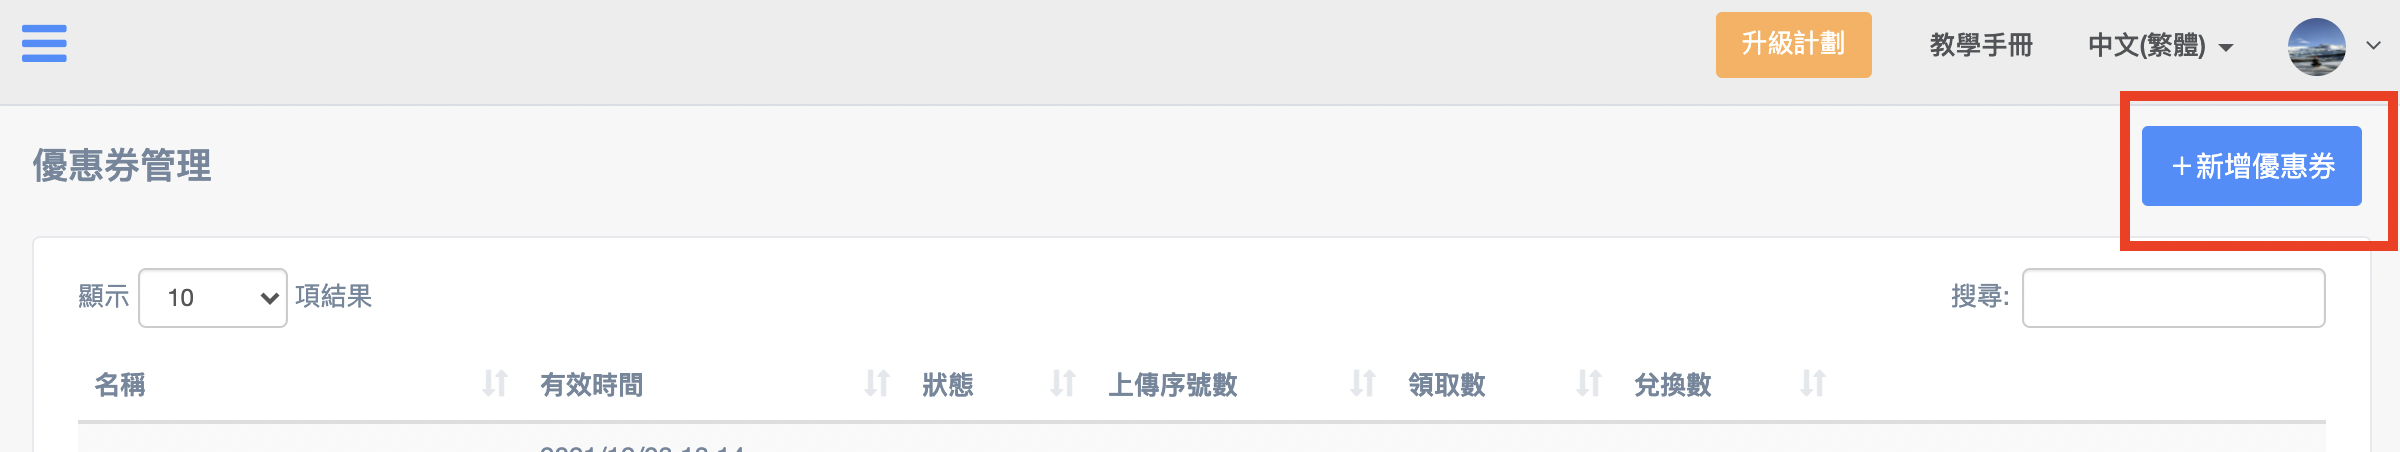 升級計劃 教學手冊 中文(繁體)
優惠券管理
＋新增優惠券
顯示 10 項結果 搜尋:
名稱 有效時間 狀態 上傳序號數 領取數 兌換數